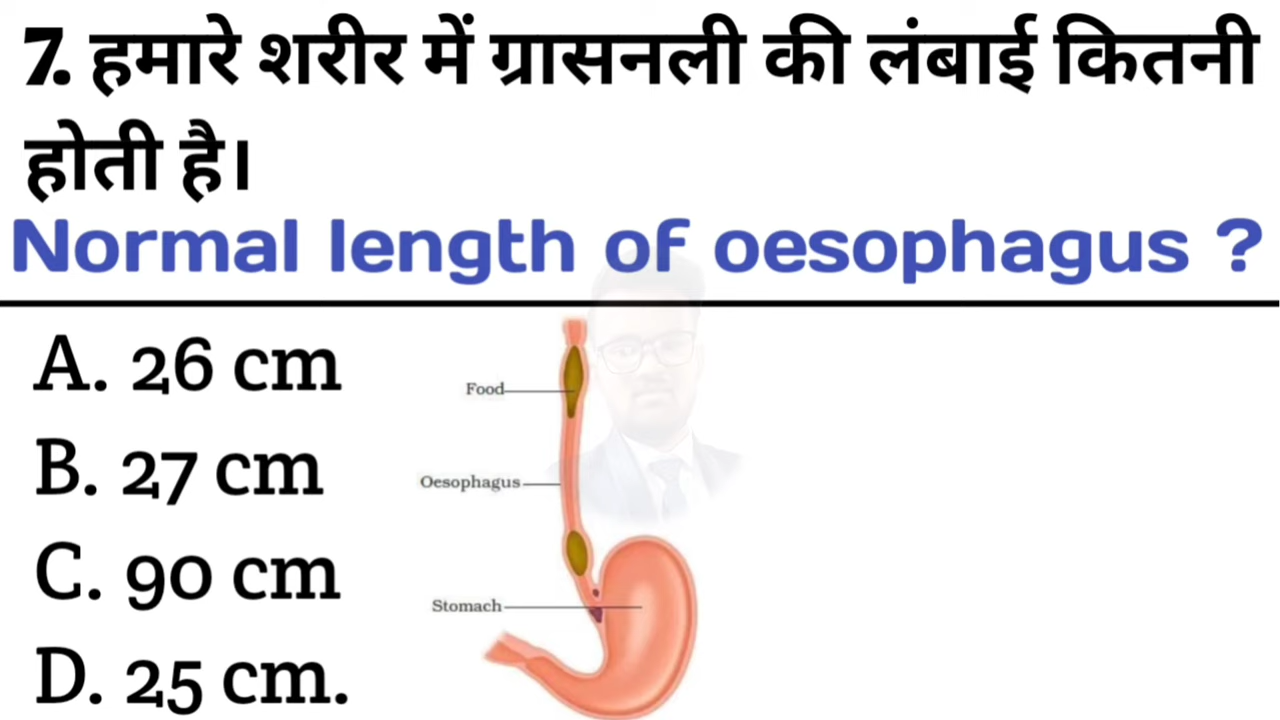 7. हमारे शरीर में ग्रासनली की लंबाई कितनी
होती है।
Normal length of oesophagus ?
A. 26 cm
B. 27 cm
C. 90 cm
D. 25 cm.
Food
Oesophagus
Stomach